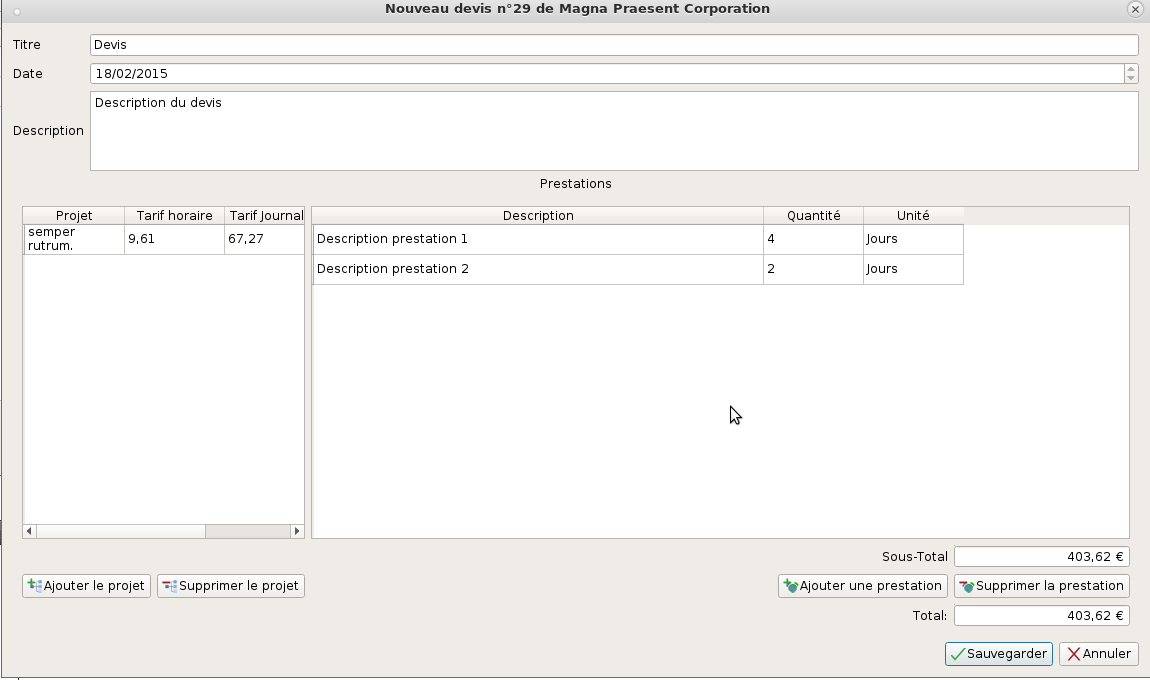 Nouveau devis n°29 de Magna Praesent Corporation
Titre Devis
Date 18/02/2015
Description Description du devis
Prestations
Projet Tarif horaire Tarif Journal
semper
rutrum. 9,61 67,27
Description Quantité Unité
Description prestation 1 4 Jours
Description prestation 2 2 Jours
Sous-Total 403,62 €
Ajouter le projet Supprimer le projet Ajouter une prestation Supprimer la prestation
Total: 403,62 €
Sauvegarder Annuler